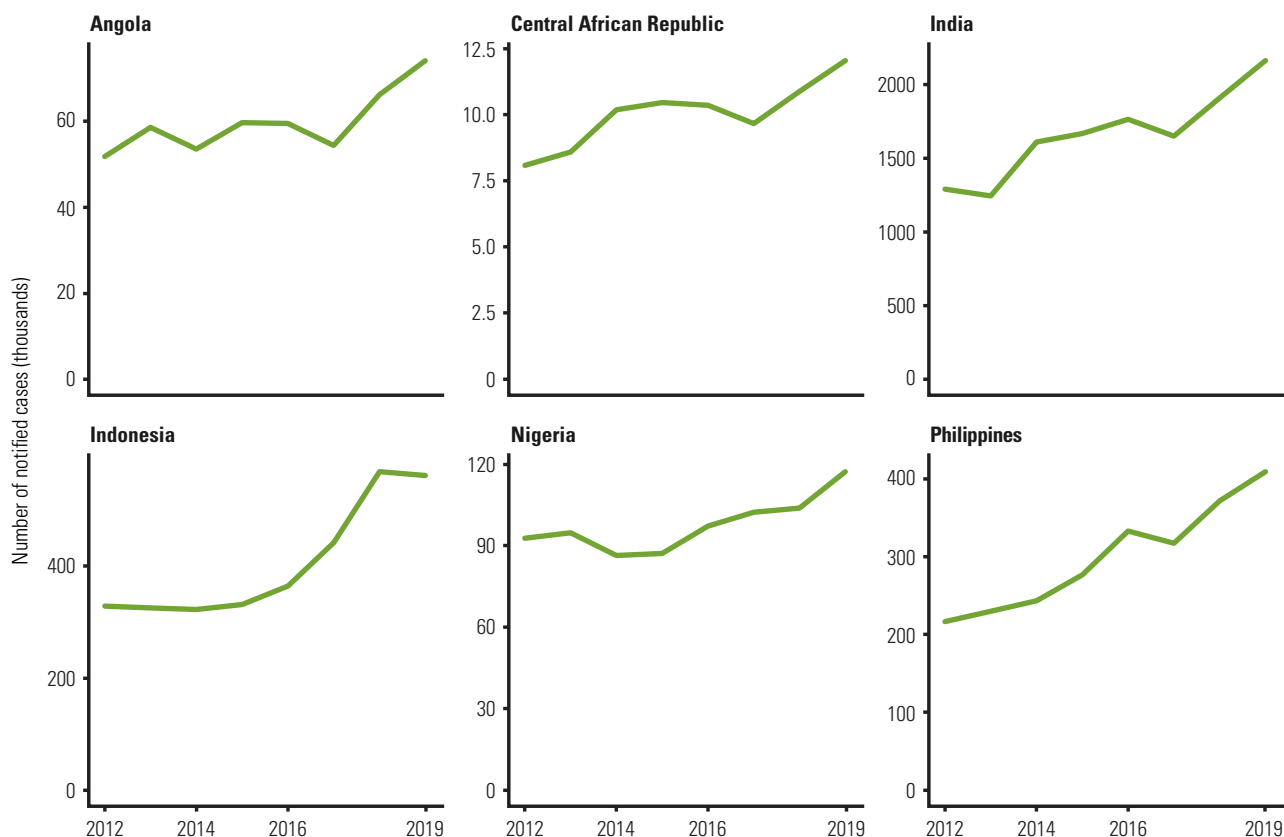 Number of notified cases (thousands)
Angola
60
40
20
0
Central African Republic
12.5
10.0
7.5
5.0
2.5
0
India
2000
1500
1000
500
0
Indonesia
400
200
0
2012 2014 2016 2019
Nigeria
120
90
60
30
0
2012 2014 2016 2019
Philippines
400
300
200
100
0
2012 2014 2016 2019